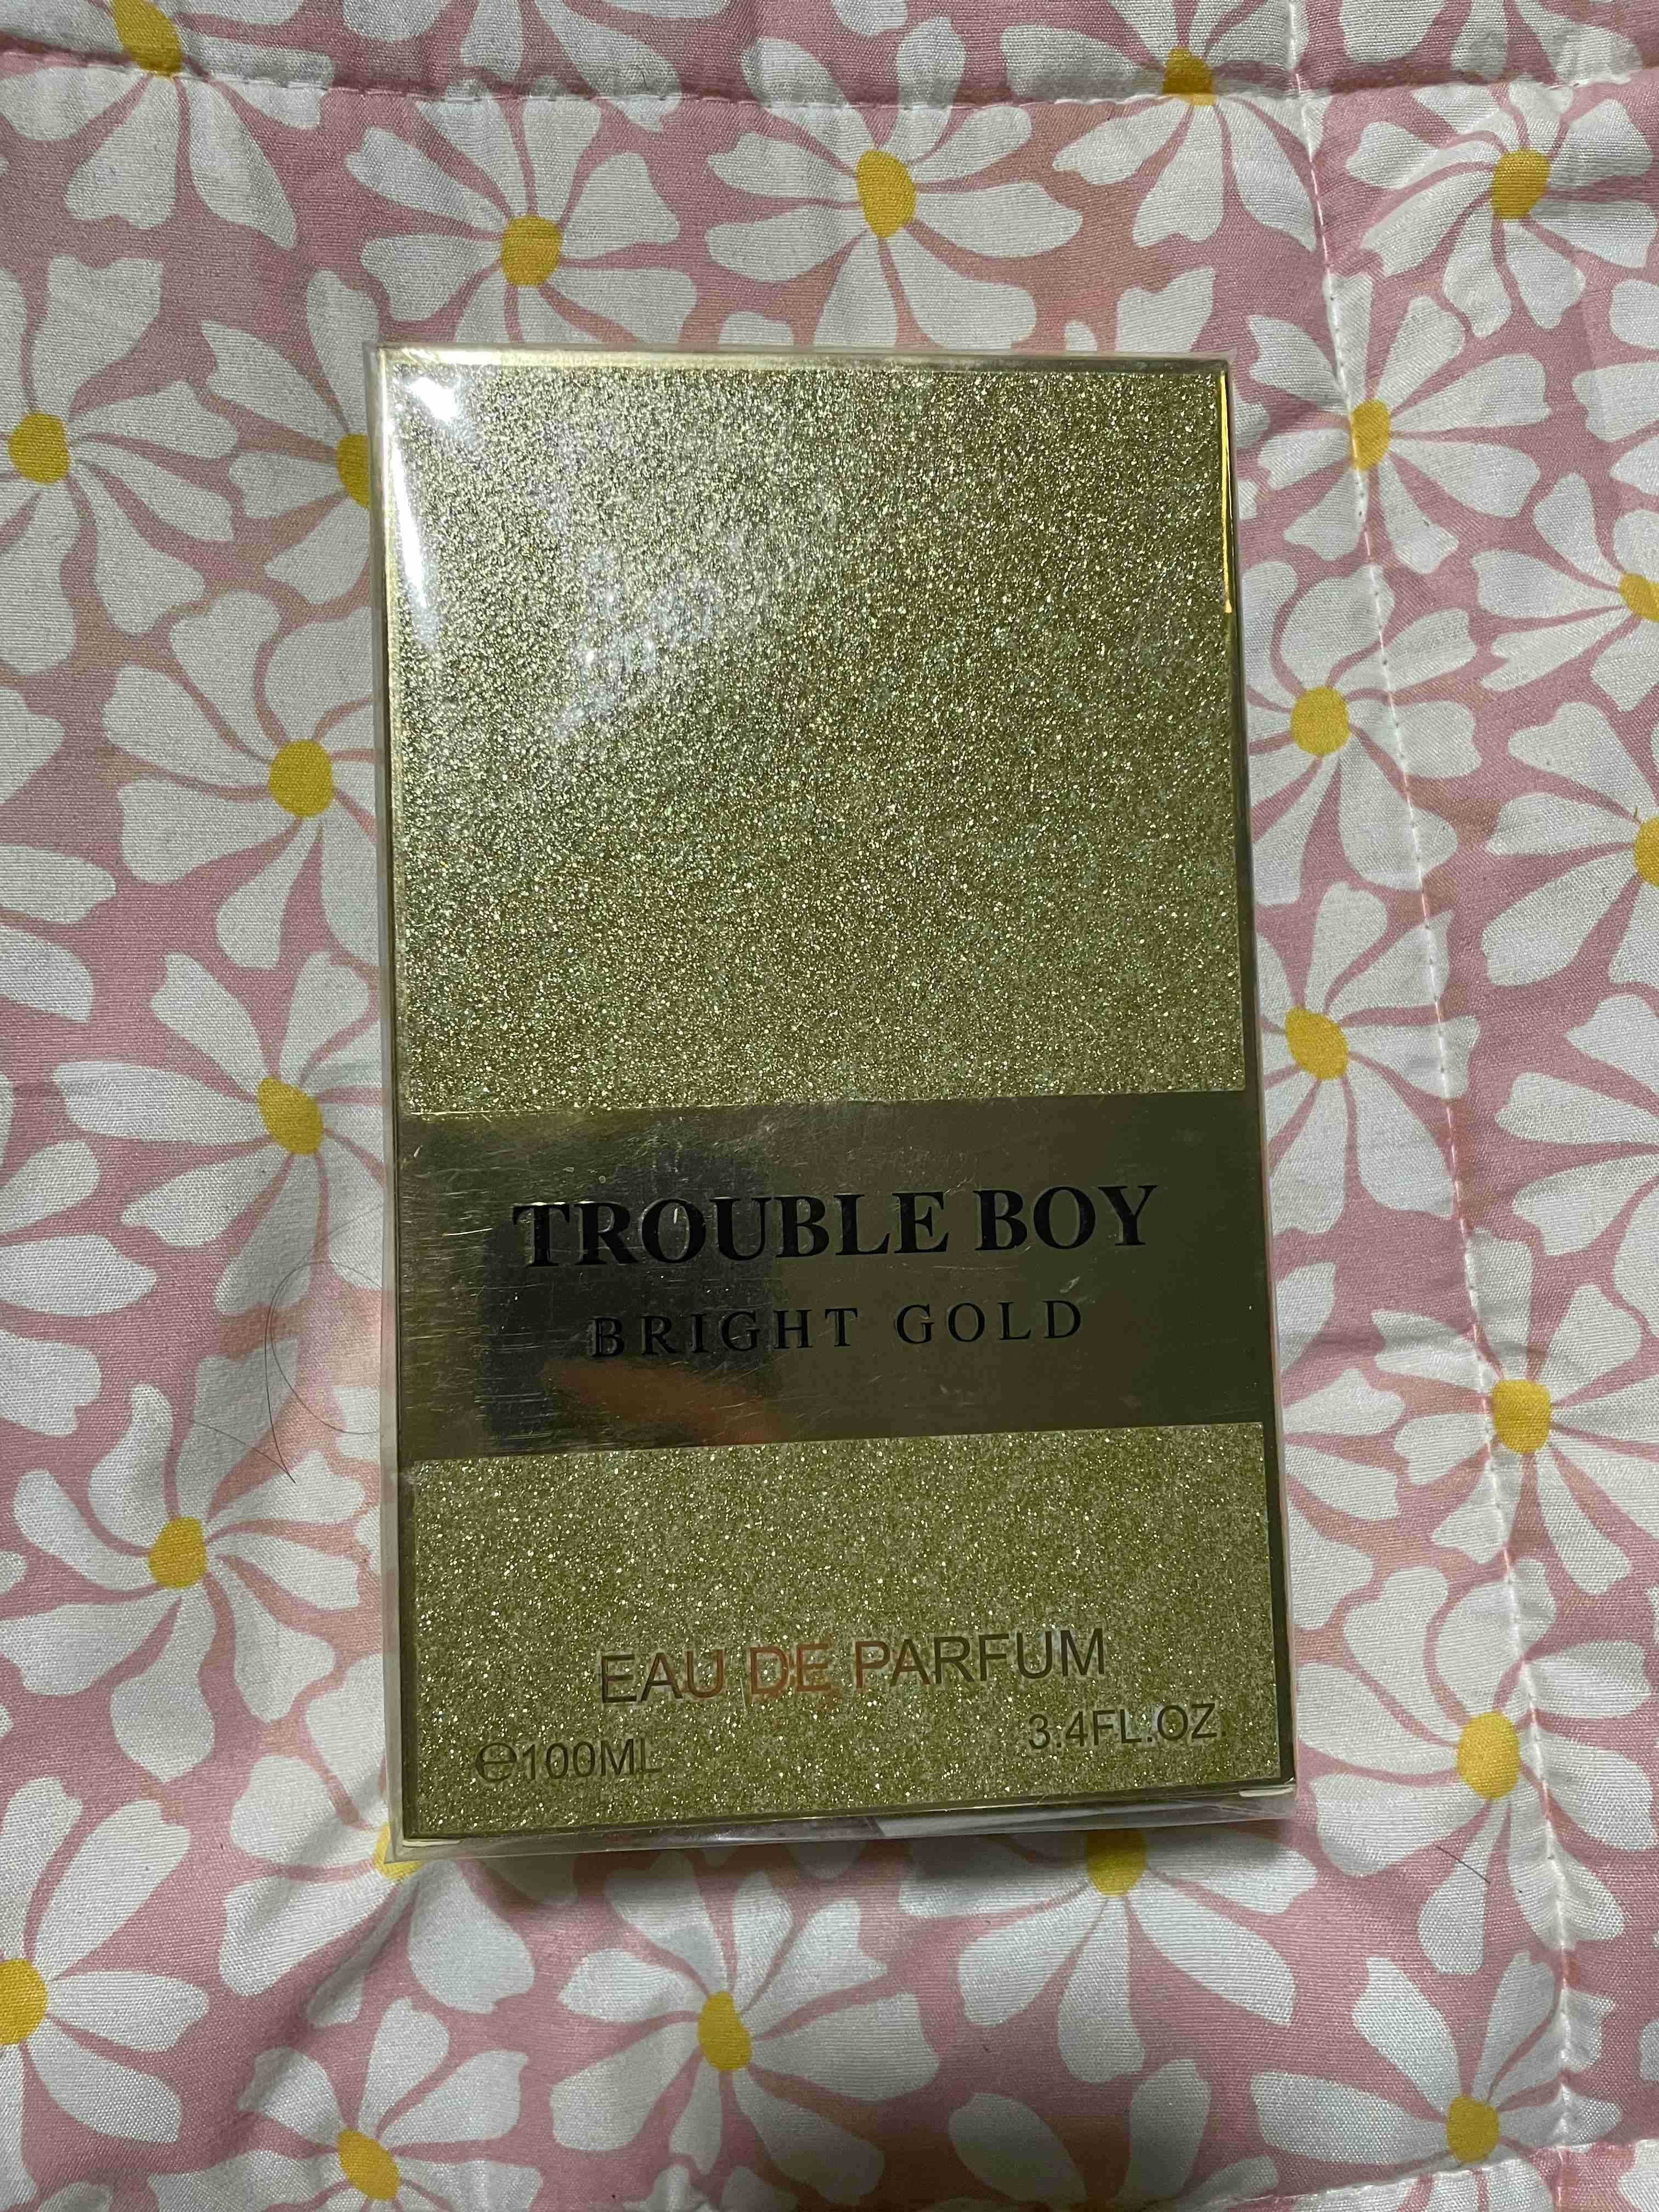 TROUBLE BOY
BRIGHT GOLD
EAU DE PARFUM
℮100ML 3.4FL.OZ.